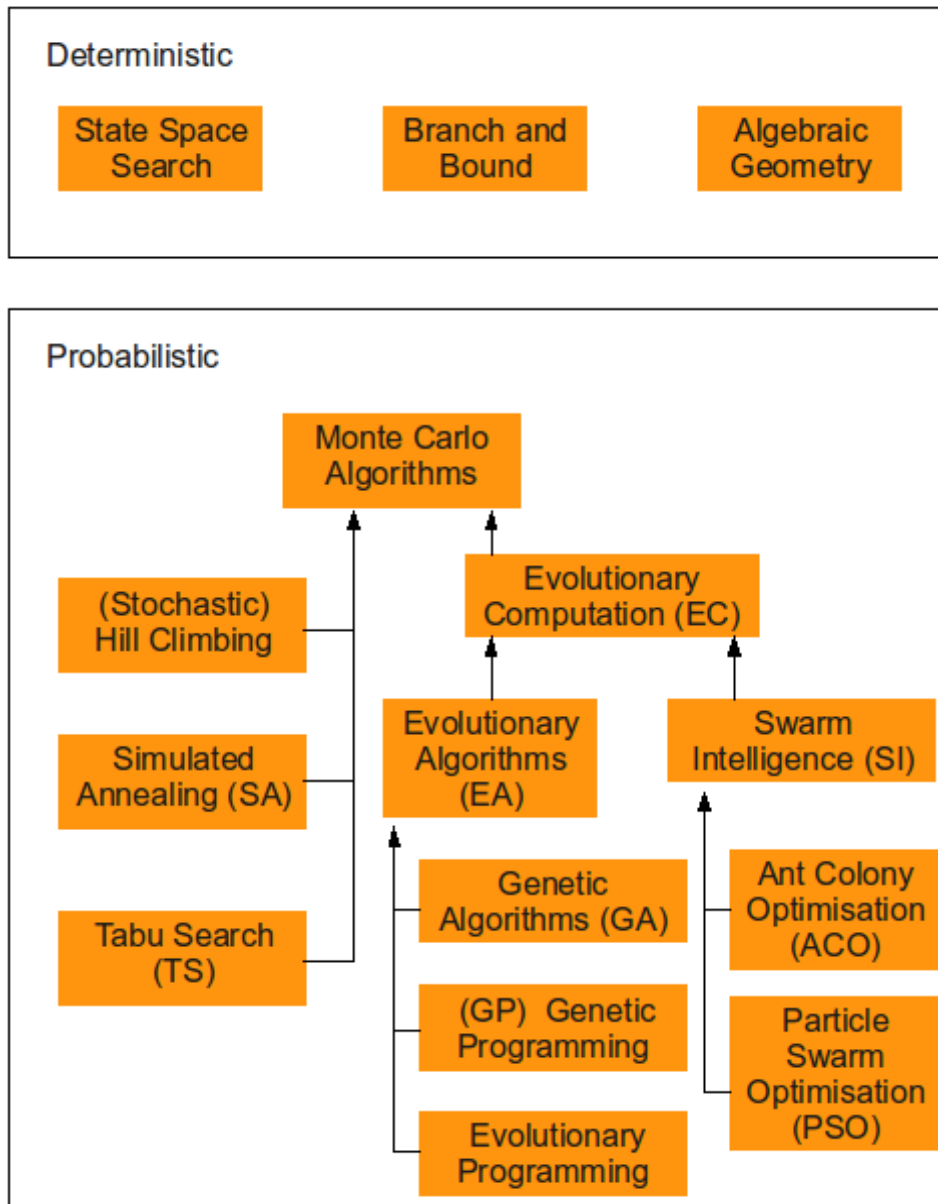 Deterministic
State Space
Search
Branch and
Bound
Algebraic
Geometry
Probabilistic
Monte Carlo
Algorithms
Evolutionary
Computation (EC)
(Stochastic)
Hill Climbing
Evolutionary
Algorithms
(EA)
Swarm
Intelligence (SI)
Simulated
Annealing (SA)
Genetic
Algorithms (GA)
Ant Colony
Optimisation
(ACO)
Tabu Search
(TS)
(GP) Genetic
Programming
Particle
Swarm
Optimisation
(PSO)
Evolutionary
Programming